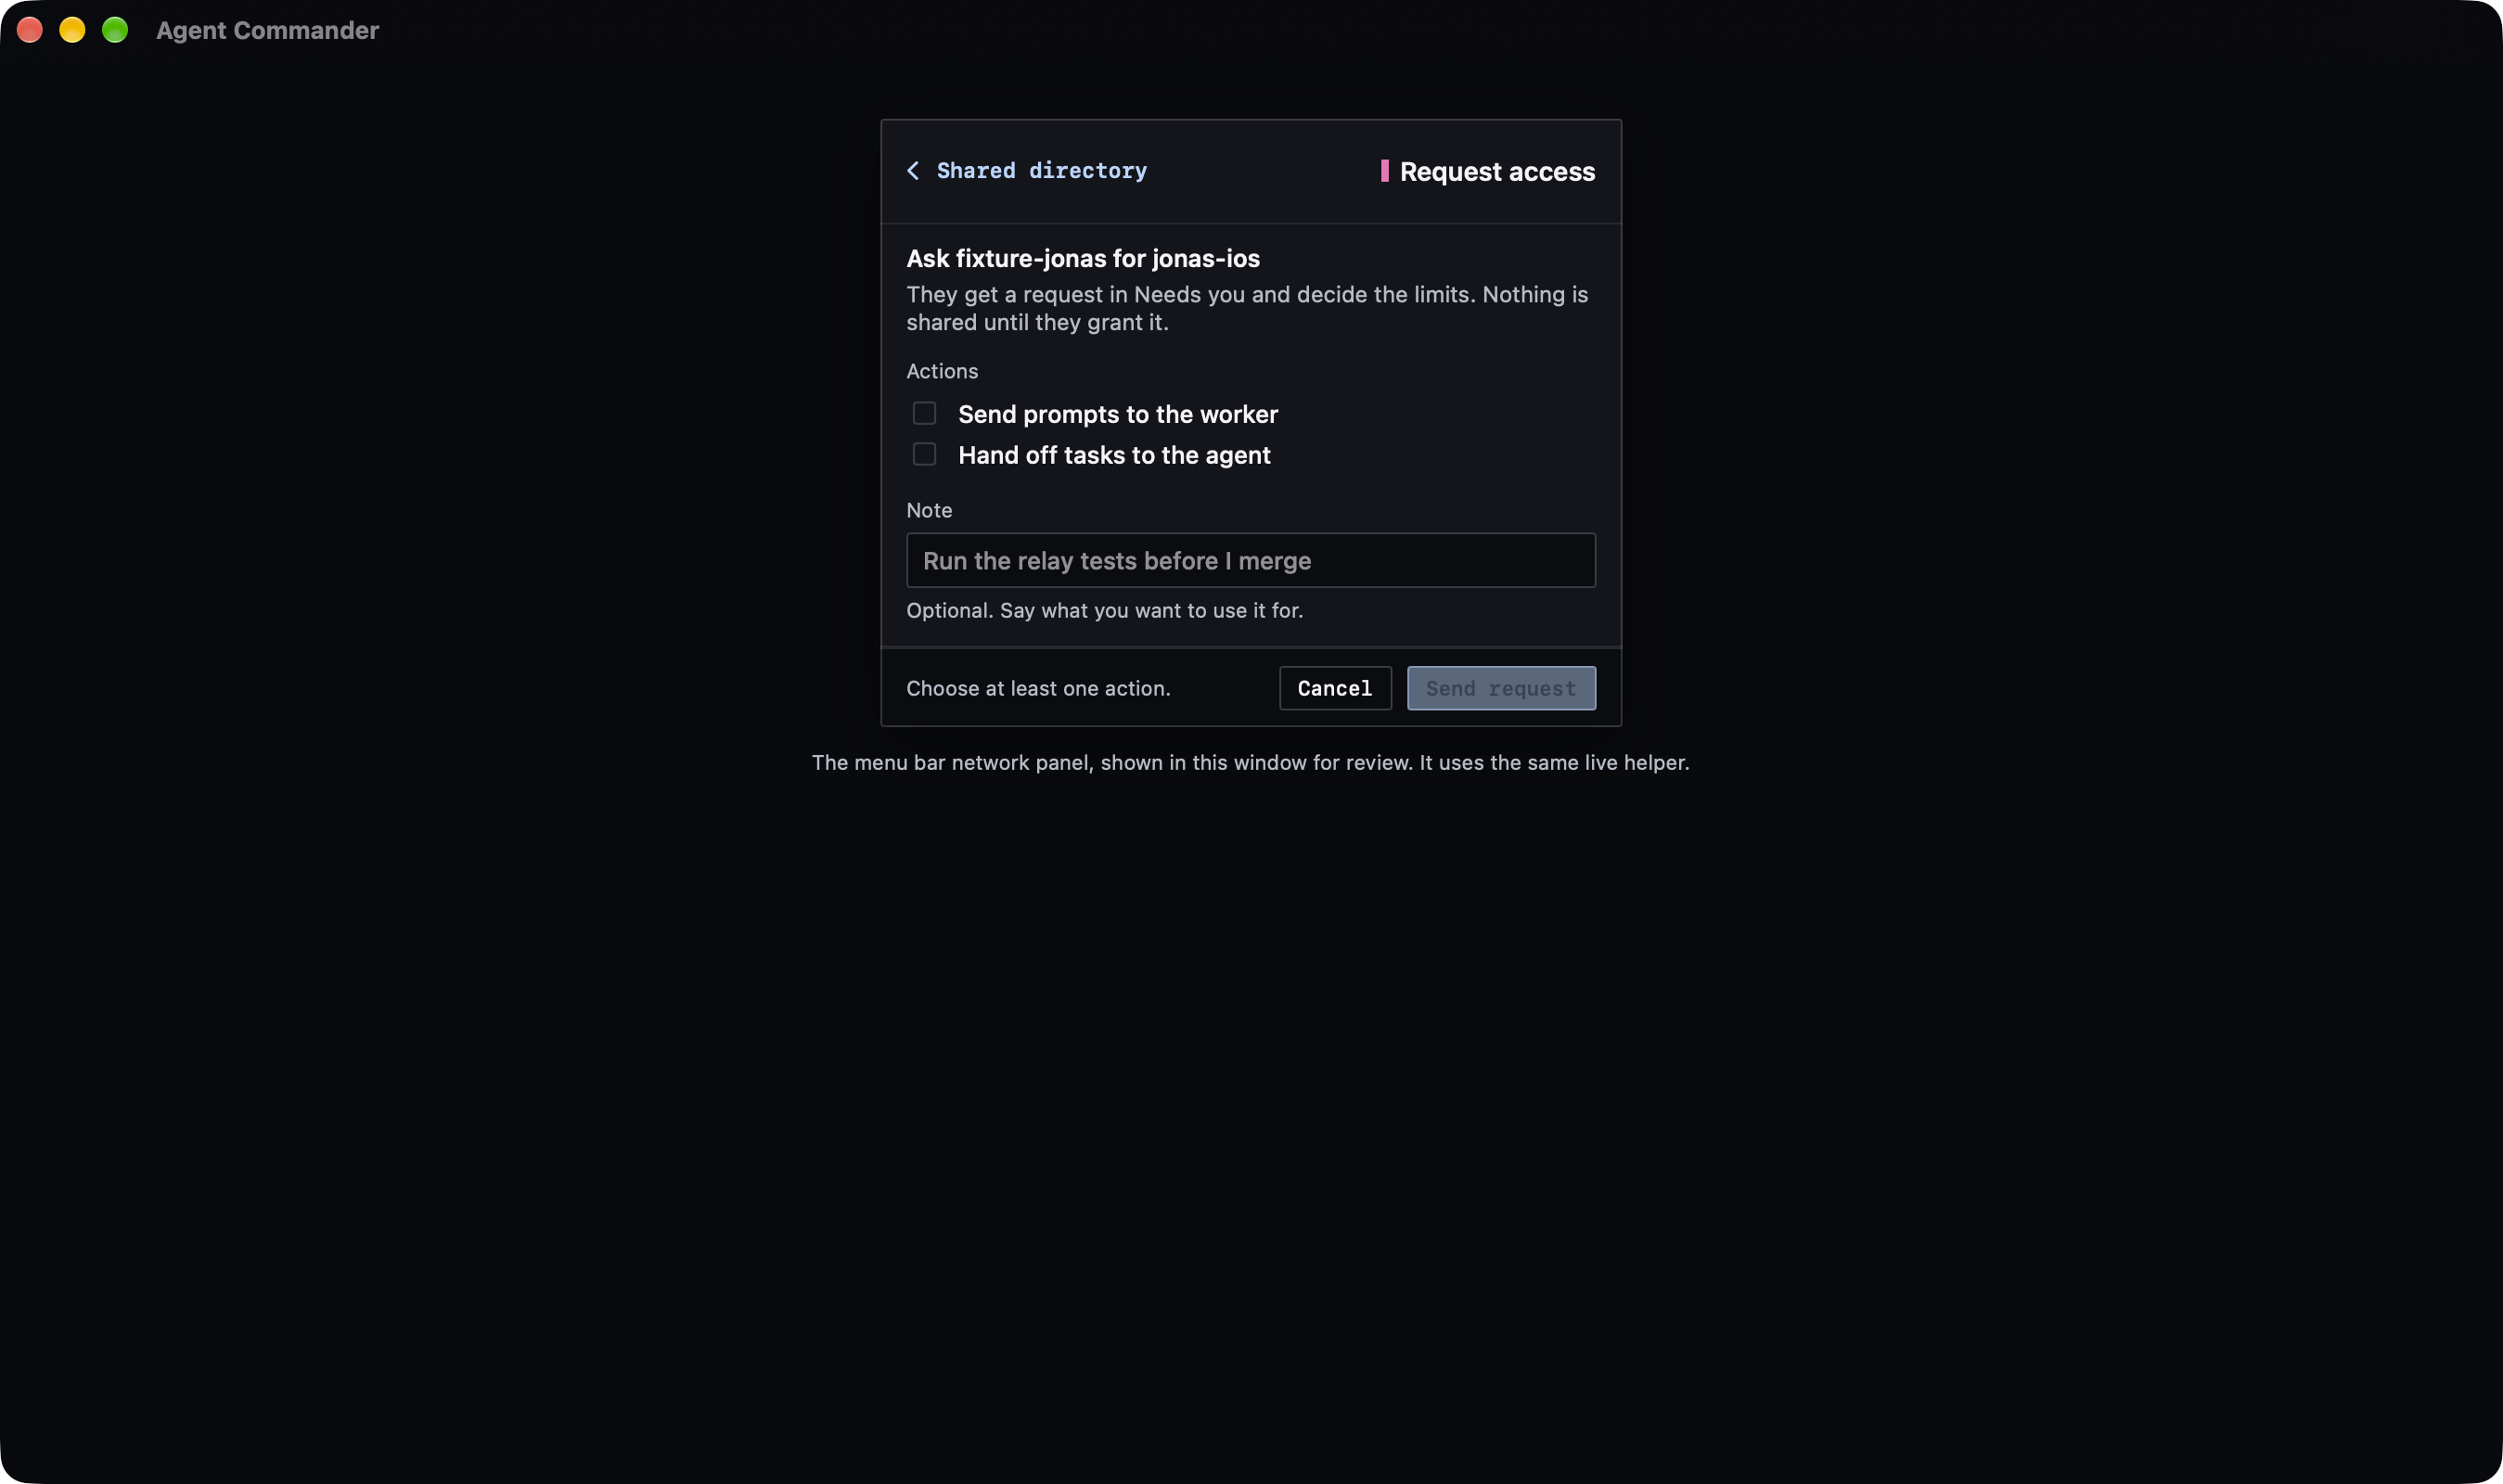 Agent Commander
Shared directory
Request access
Ask fixture-jonas for jonas-ios
They get a request in Needs you and decide the limits. Nothing is
shared until they grant it.
Actions
Send prompts to the worker
Hand off tasks to the agent
Note
Run the relay tests before I merge
Optional. Say what you want to use it for.
Choose at least one action.
Cancel
Send request
The menu bar network panel, shown in this window for review. It uses the same live helper.